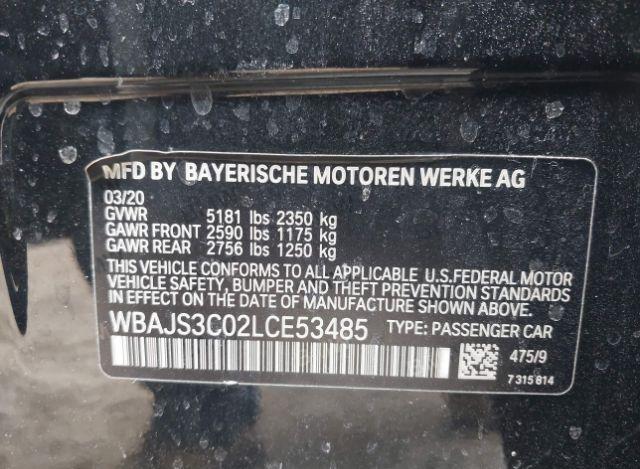 MFD BY BAYERISCHE MOTOREN WERKE AG
03/20
GVWR 5181 lbs 2350 kg
GAWR FRONT 2590 lbs 1175 kg
GAWR REAR 2756 lbs 1250 kg
THIS VEHICLE CONFORMS TO ALL APPLICABLE U.S.FEDERAL MOTOR
VEHICLE SAFETY, BUMPER AND THEFT PREVENTION STANDARDS
IN EFFECT ON THE DATE OF MANUFACTURE SHOWN ABOVE.
WBAJS3C02LCE53485 TYPE: PASSENGER CAR
475/9
7 315 814